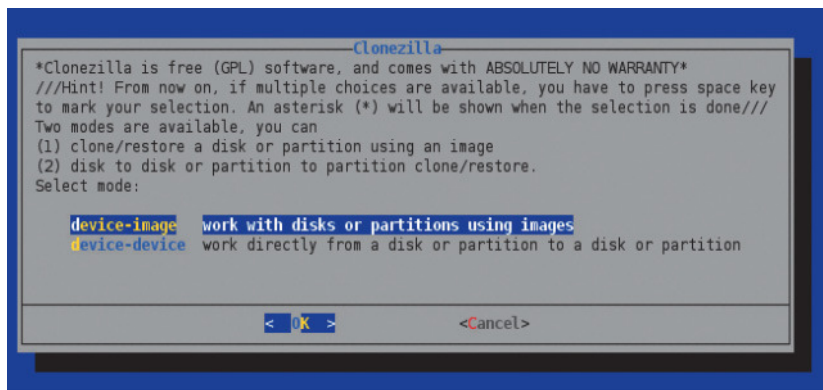 Clonezilla
*Clonezilla is free (GPL) software, and comes with ABSOLUTELY NO WARRANTY*
///Hint! From now on, if multiple choices are available, you have to press space key
to mark your selection. An asterisk (*) will be shown when the selection is done///
Two modes are available, you can
(1) clone/restore a disk or partition using an image
(2) disk to disk or partition to partition clone/restore.
Select mode:
device-image work with disks or partitions using images
device-device work directly from a disk or partition to a disk or partition
< OK > <Cancel>